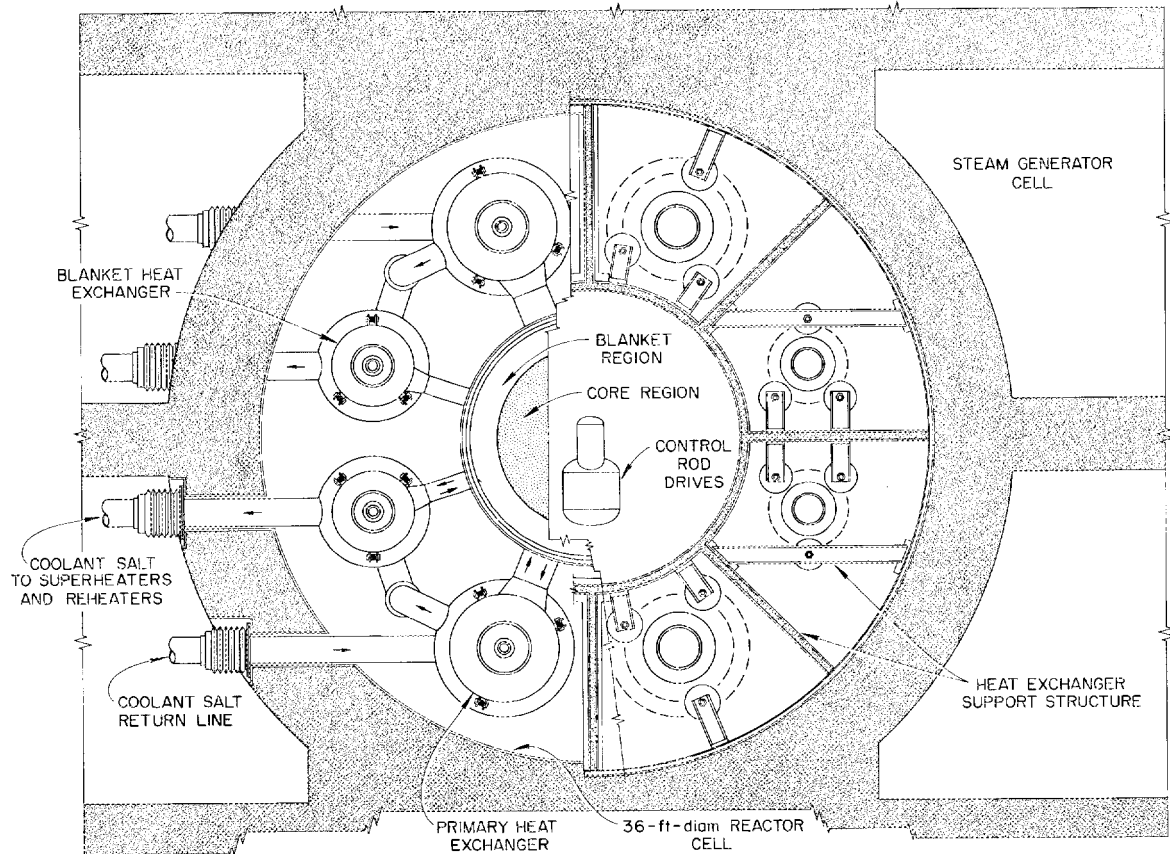 STEAM GENERATOR
CELL
BLANKET HEAT
EXCHANGER
BLANKET
REGION
CORE REGION
CONTROL
ROD
DRIVES
COOLANT SALT
TO SUPERHEATERS
AND REHEATERS
COOLANT SALT
RETURN LINE
HEAT EXCHANGER
SUPPORT STRUCTURE
PRIMARY HEAT
EXCHANGER
36-ft-diam REACTOR
CELL